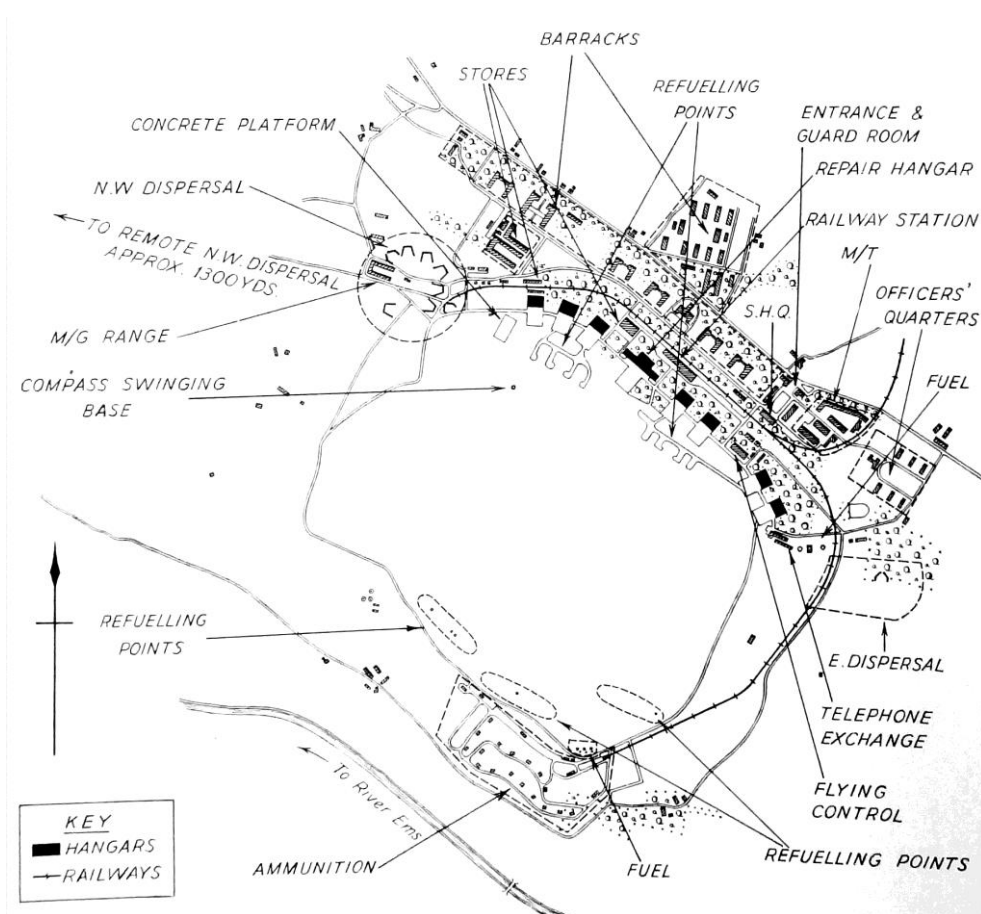 BARRACKS
STORES
REFUELLING
POINTS
ENTRANCE &
GUARD ROOM
CONCRETE PLATFORM
REPAIR HANGAR
N.W DISPERSAL
RAILWAY STATION
TO REMOTE N.W. DISPERSAL
APPROX. 1300YDS.
M/T
S.H.Q.
OFFICERS'
QUARTERS
M/G RANGE
FUEL
COMPASS SWINGING
BASE
REFUELLING
POINTS
E. DISPERSAL
TELEPHONE
EXCHANGE
To River Ems
FLYING
CONTROL
KEY
HANGARS
RAILWAYS
AMMUNITION
FUEL
REFUELLING POINTS